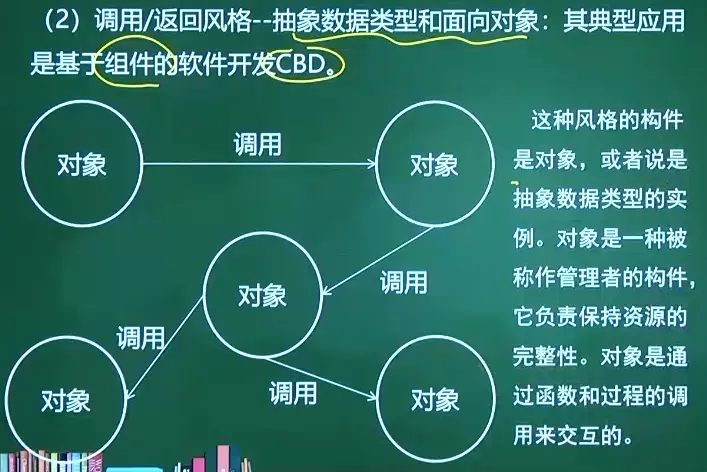 （2）调用/返回风格--抽象数据类型和面向对象：其典型应用
是基于组件的软件开发CBD。
对象
调用
对象
对象
调用
调用
对象
调用
对象
这种风格的构件
是对象，或者说是
抽象数据类型的实
例。对象是一种被
称作管理者的构件，
它负责保持资源的
完整性。对象是通
过函数和过程的调
用来交互的。